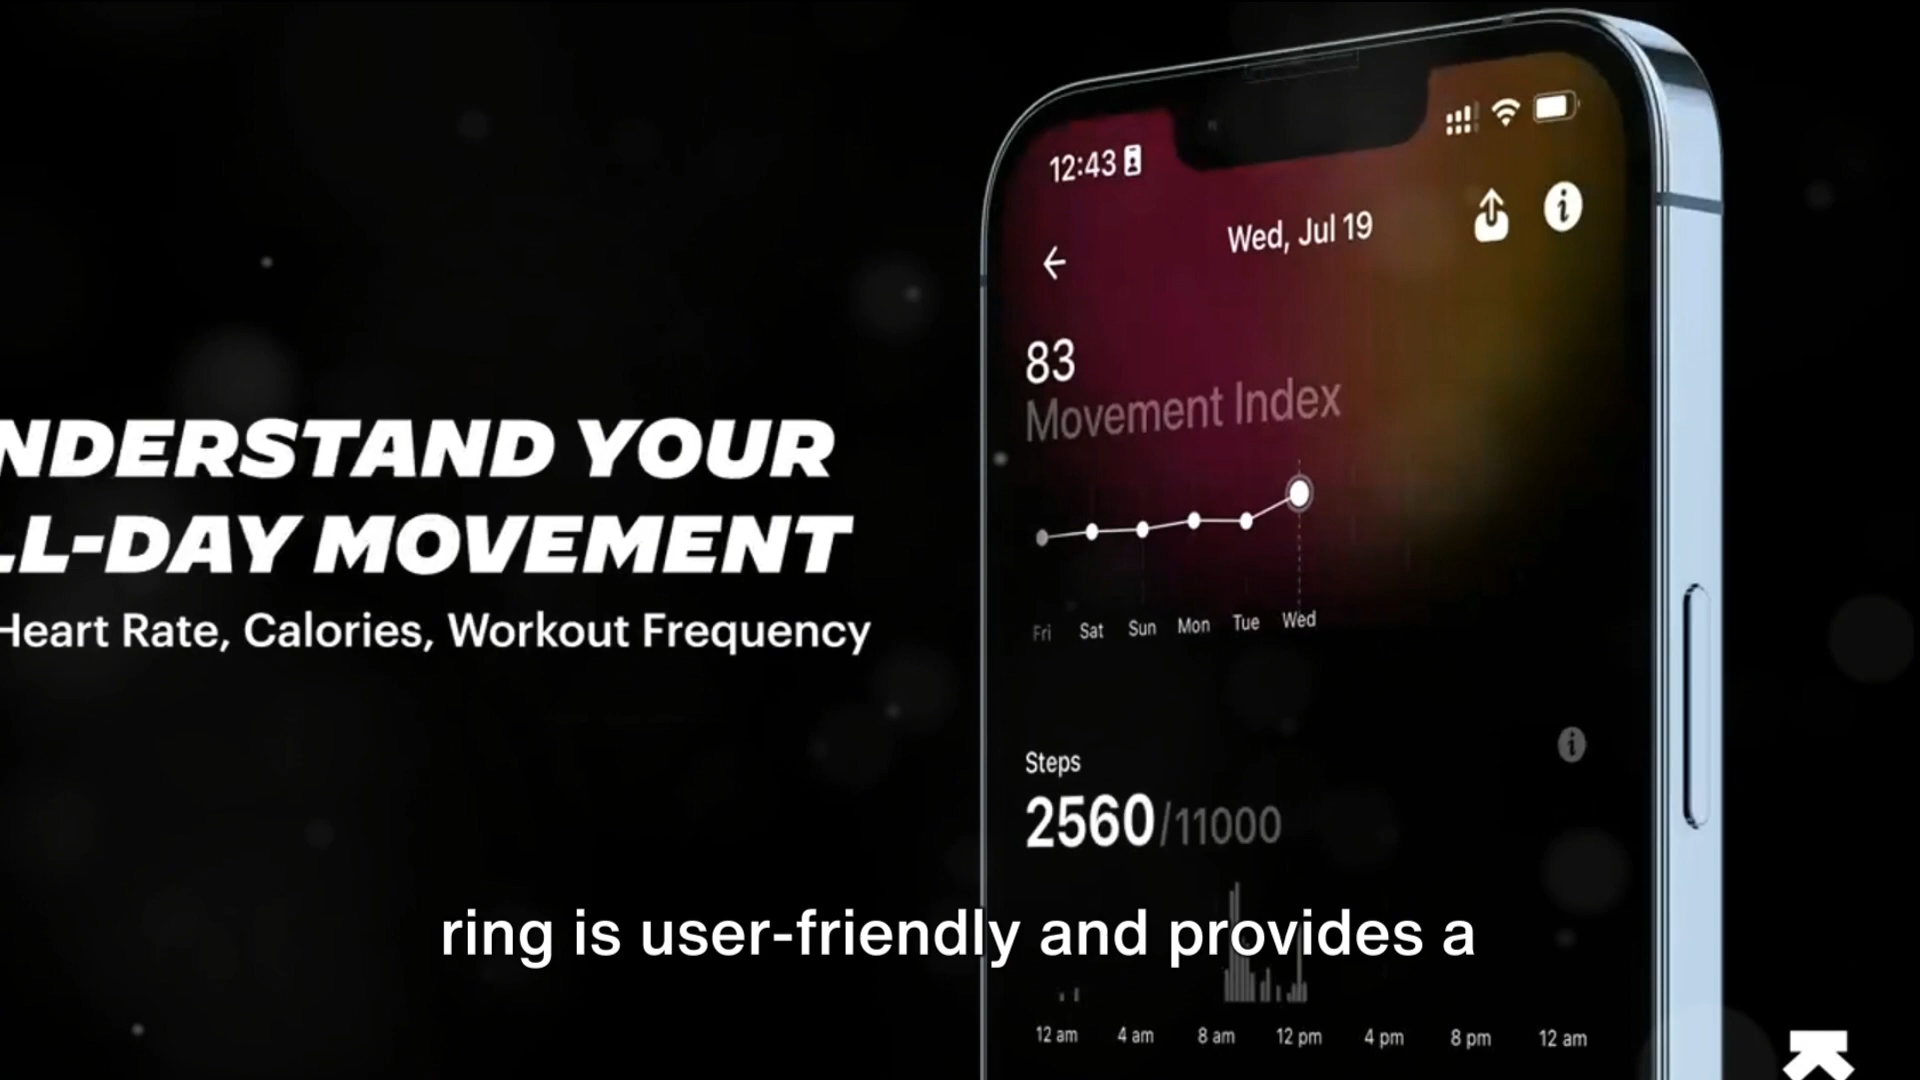 NDERSTAND YOUR
LL-DAY MOVEMENT
Heart Rate, Calories, Workout Frequency
12:43
Wed, Jul 19
83
Movement Index
Fri Sat Sun Mon Tue Wed
Steps
2560/11000
ring is user-friendly and provides a
12 am 4 am 8 am 12 pm 4 pm 8 pm 12 am